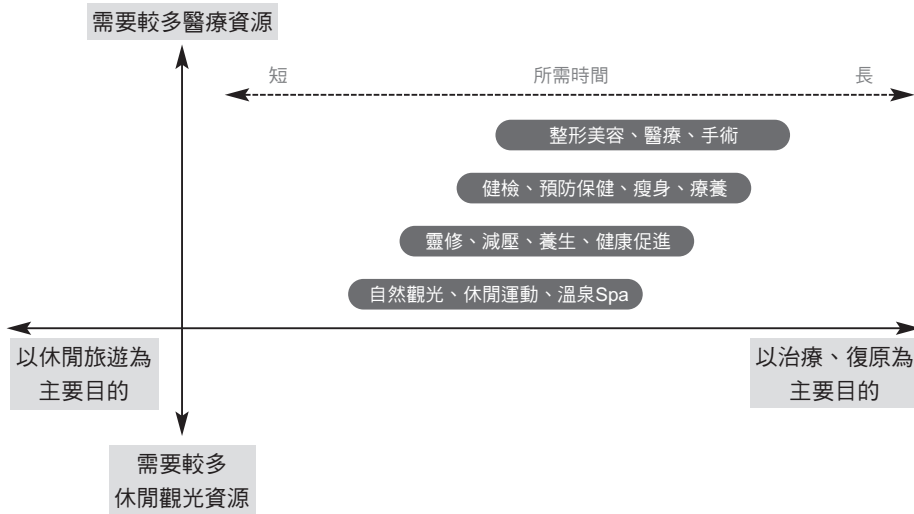 需要較多醫療資源
短 所需時間 長
整形美容、醫療、手術
健檢、預防保健、瘦身、療養
靈修、減壓、養生、健康促進
自然觀光、休閒運動、溫泉Spa
以休閒旅遊為
主要目的
以治療、復原為
主要目的
需要較多
休閒觀光資源